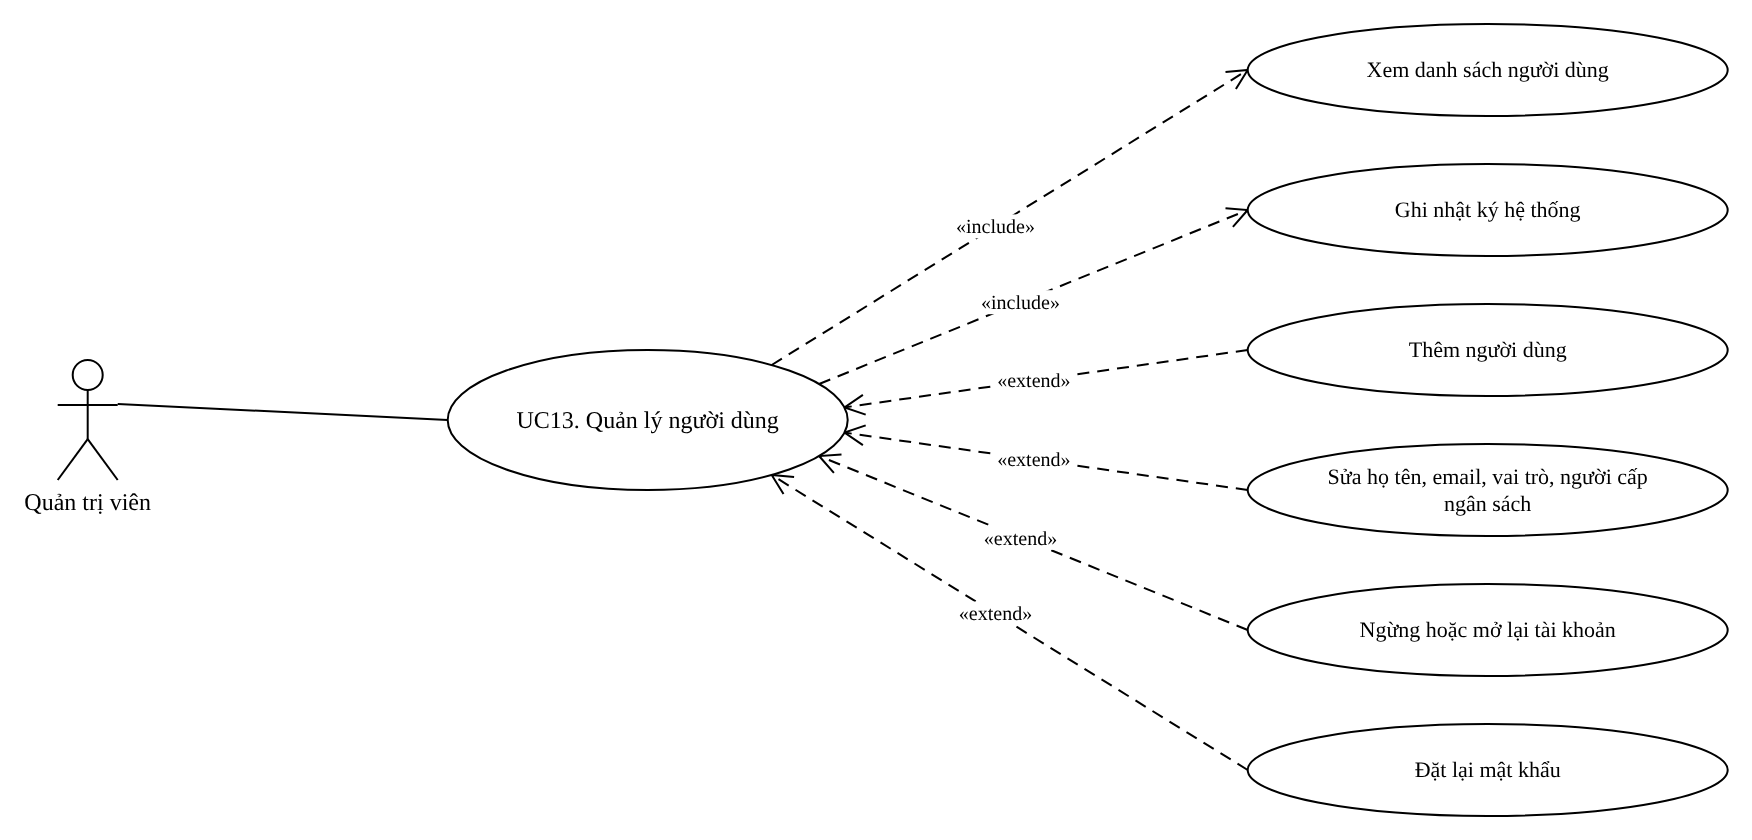 Xem danh sách người dùng
Ghi nhật ký hệ thống
«include»
«include»
Thêm người dùng
«extend»
UC13. Quản lý người dùng
«extend»
Sửa họ tên, email, vai trò, người cấp
ngân sách
Quản trị viên
«extend»
«extend»
Ngừng hoặc mở lại tài khoản
Đặt lại mật khẩu